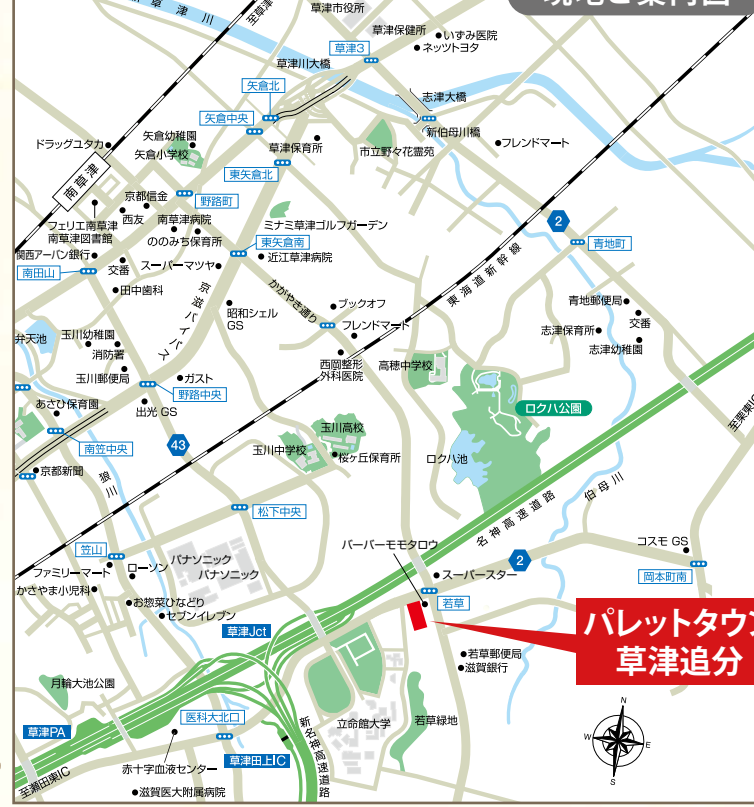 現地ご案内図
草津市役所
至草津
草津川
草津保健所
いずみ医院
ネッツトヨタ
草津3
草津川大橋
矢倉北
志津大橋
矢倉中央
新伯母川橋
ドラッグユタカ
矢倉幼稚園
矢倉小学校
草津保育所
市立野々花霊苑
フレンドマート
東矢倉北
南草津
京都信金
野路町
西友
フェリエ南草津
南草津図書館
南草津病院
ののみち保育所
ミナミ草津ゴルフガーデン
2
東矢倉南
青地町
関西アーバン銀行
交番
スーパーマツヤ
近江草津病院
南田山
東海道新幹線
田中歯科
京滋バイパス
かがやき通り
ブックオフ
青地郵便局
昭和シェル
GS
フレンドマート
交番
志津保育所
弁天池
玉川幼稚園
消防署
志津幼稚園
西岡整形
外科医院
高穂中学校
玉川郵便局
ガスト
野路中央
あさひ保育園
出光 GS
ロクハ公園
至栗東IC
玉川高校
南笠中央
43
玉川中学校
桜ヶ丘保育所
ロクハ池
京都新聞
狼川
名神高速道路
伯母川
松下中央
バーバーモモタロウ
コスモ GS
笠山
パナソニック
パナソニック
2
ファミリーマート
ローソン
スーパースター
岡本町南
かさやま小児科
お惣菜ひなどり
若草
セブンイレブン
パレットタウン
草津追分
草津Jct
若草郵便局
滋賀銀行
月輪大池公園
N
医科大北口
立命館大学
若草緑地
草津PA
W
E
草津田上IC
新名神高速道路
赤十字血液センター
S
至瀬田東IC
滋賀医大附属病院